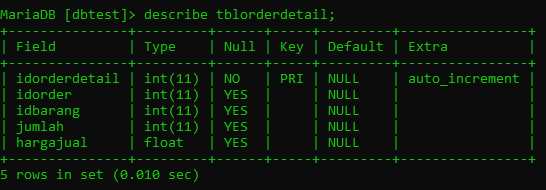 MariaDB [dbtest]> describe tblorderdetail;
+---------------+---------+------+-----+---------+----------------+
| Field         | Type    | Null | Key | Default | Extra          |
+---------------+---------+------+-----+---------+----------------+
| idorderdetail | int(11) | NO   | PRI | NULL    | auto_increment |
| idorder       | int(11) | YES  |     | NULL    |                |
| idbarang      | int(11) | YES  |     | NULL    |                |
| jumlah        | int(11) | YES  |     | NULL    |                |
| hargajual     | float   | YES  |     | NULL    |                |
+---------------+---------+------+-----+---------+----------------+
5 rows in set (0.010 sec)